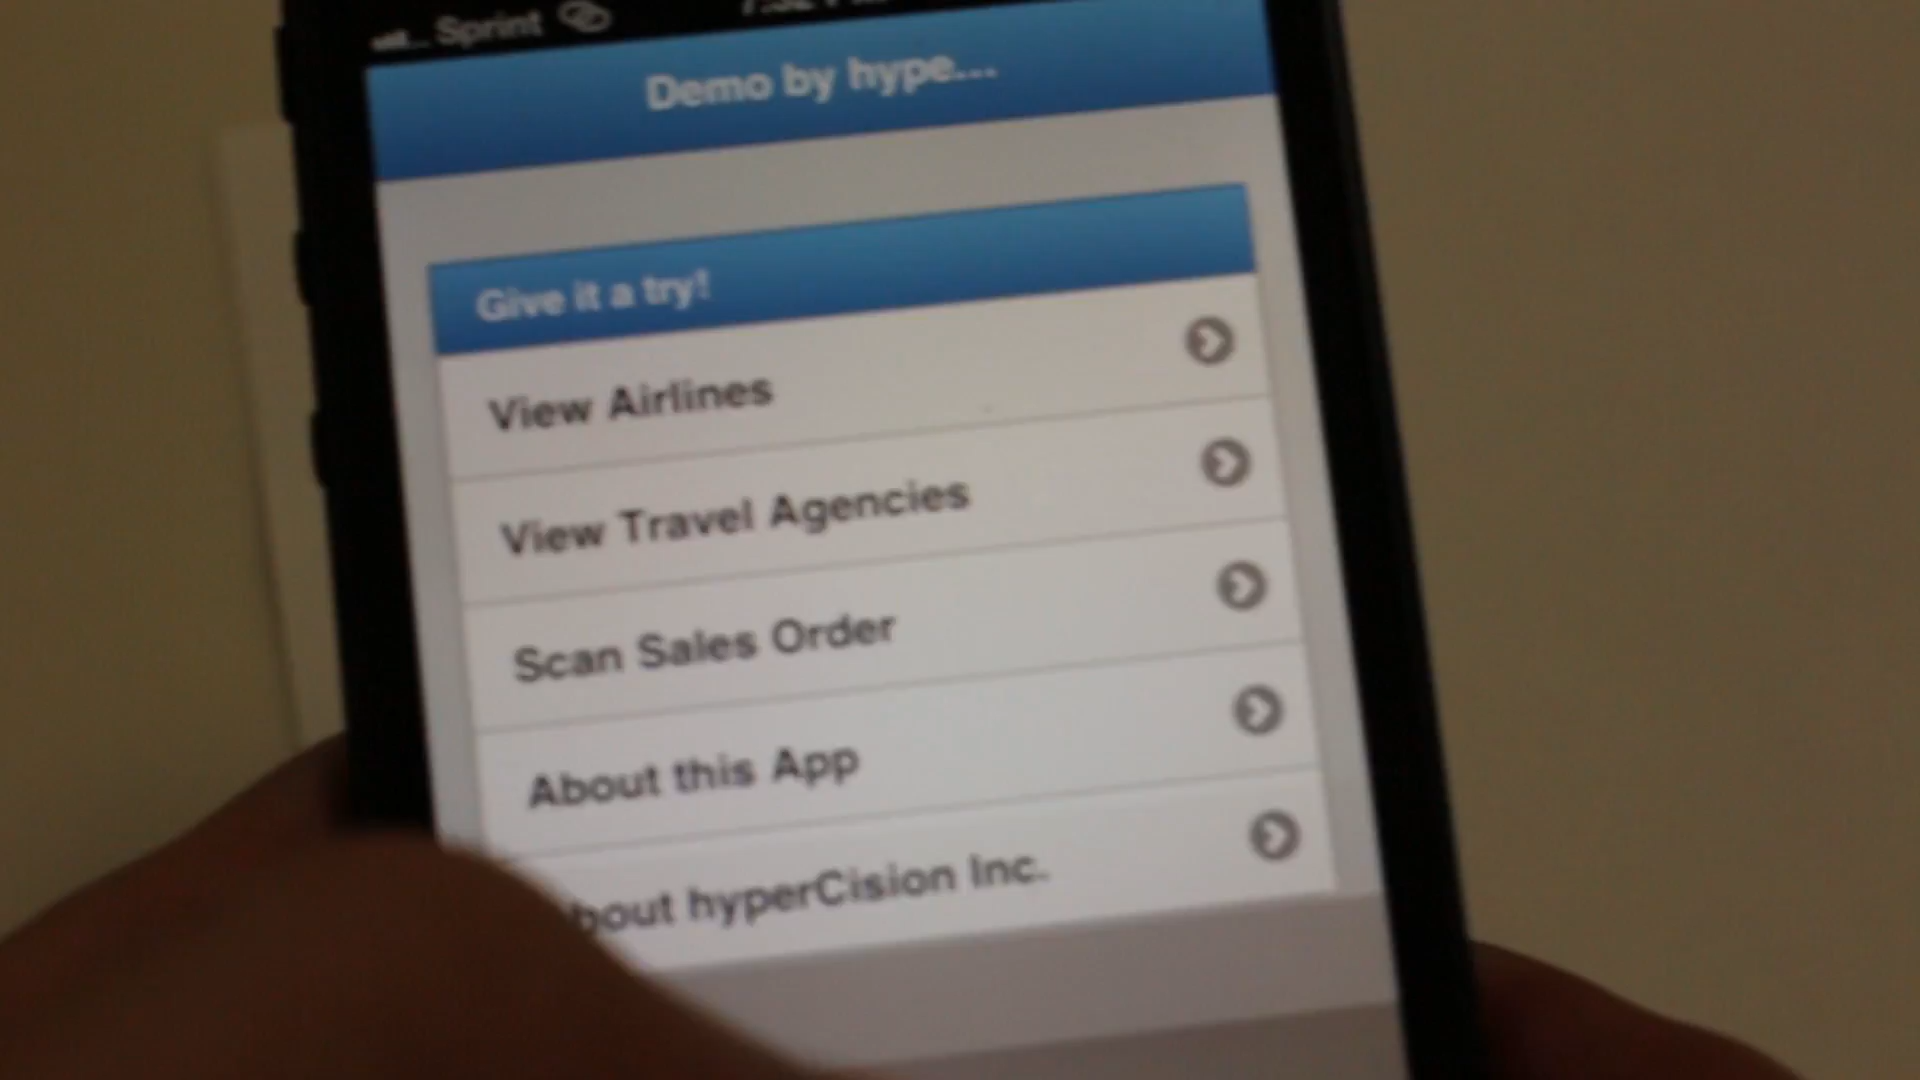 Sprint
Demo by hype...
Give it a try!
View Airlines
View Travel Agencies
Scan Sales Order
About this App
bout hyperCision Inc.